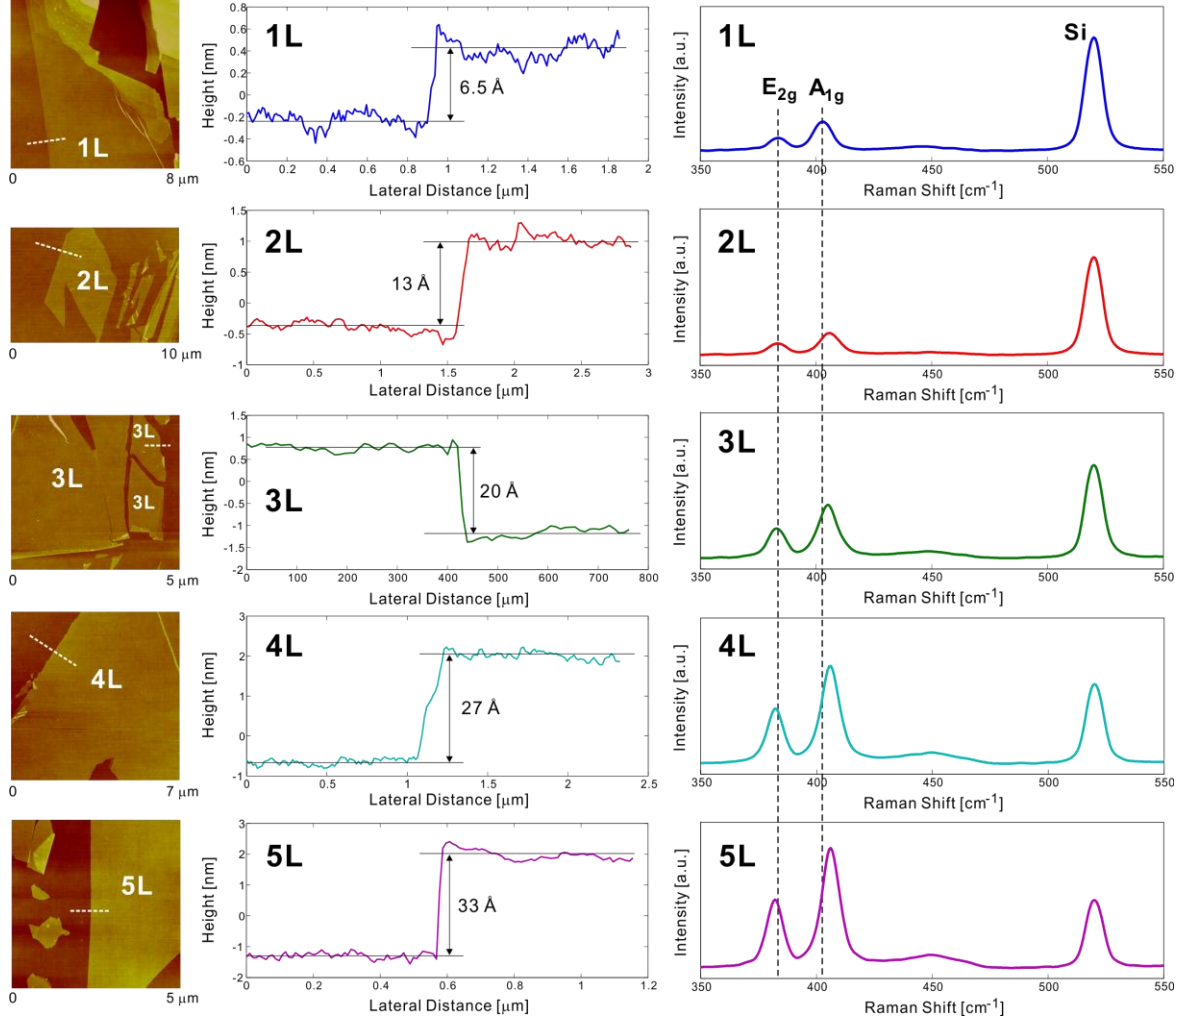 1L
0
8 μm
Height [nm]
0.8
0.6
0.4
0.2
0
-0.2
-0.4
-0.6
1L
6.5 Å
0 0.2 0.4 0.6 0.8 1 1.2 1.4 1.6 1.8 2
Lateral Distance [μm]
Intensity [a.u.]
1L
E2g
A1g
Si
350 400 450 500 550
Raman Shift [cm-1]
2L
0
10 μm
Height [nm]
1.5
1
0.5
0
-0.5
-1
2L
13 Å
0 0.5 1 1.5 2 2.5 3
Lateral Distance [μm]
Intensity [a.u.]
2L
350 400 450 500 550
Raman Shift [cm-1]
3L
3L
3L
0
5 μm
Height [nm]
1.5
1
0.5
0
-0.5
-1
-1.5
-2
3L
20 Å
0 100 200 300 400 500 600 700 800
Lateral Distance [μm]
Intensity [a.u.]
3L
350 400 450 500 550
Raman Shift [cm-1]
4L
0
7 μm
Height [nm]
3
2
1
0
-1
4L
27 Å
0 0.5 1 1.5 2 2.5
Lateral Distance [μm]
Intensity [a.u.]
4L
350 400 450 500 550
Raman Shift [cm-1]
5L
0
5 μm
Height [nm]
3
2
1
0
-1
-2
5L
33 Å
0 0.2 0.4 0.6 0.8 1.0 1.2
Lateral Distance [μm]
Intensity [a.u.]
5L
350 400 450 500 550
Raman Shift [cm-1]